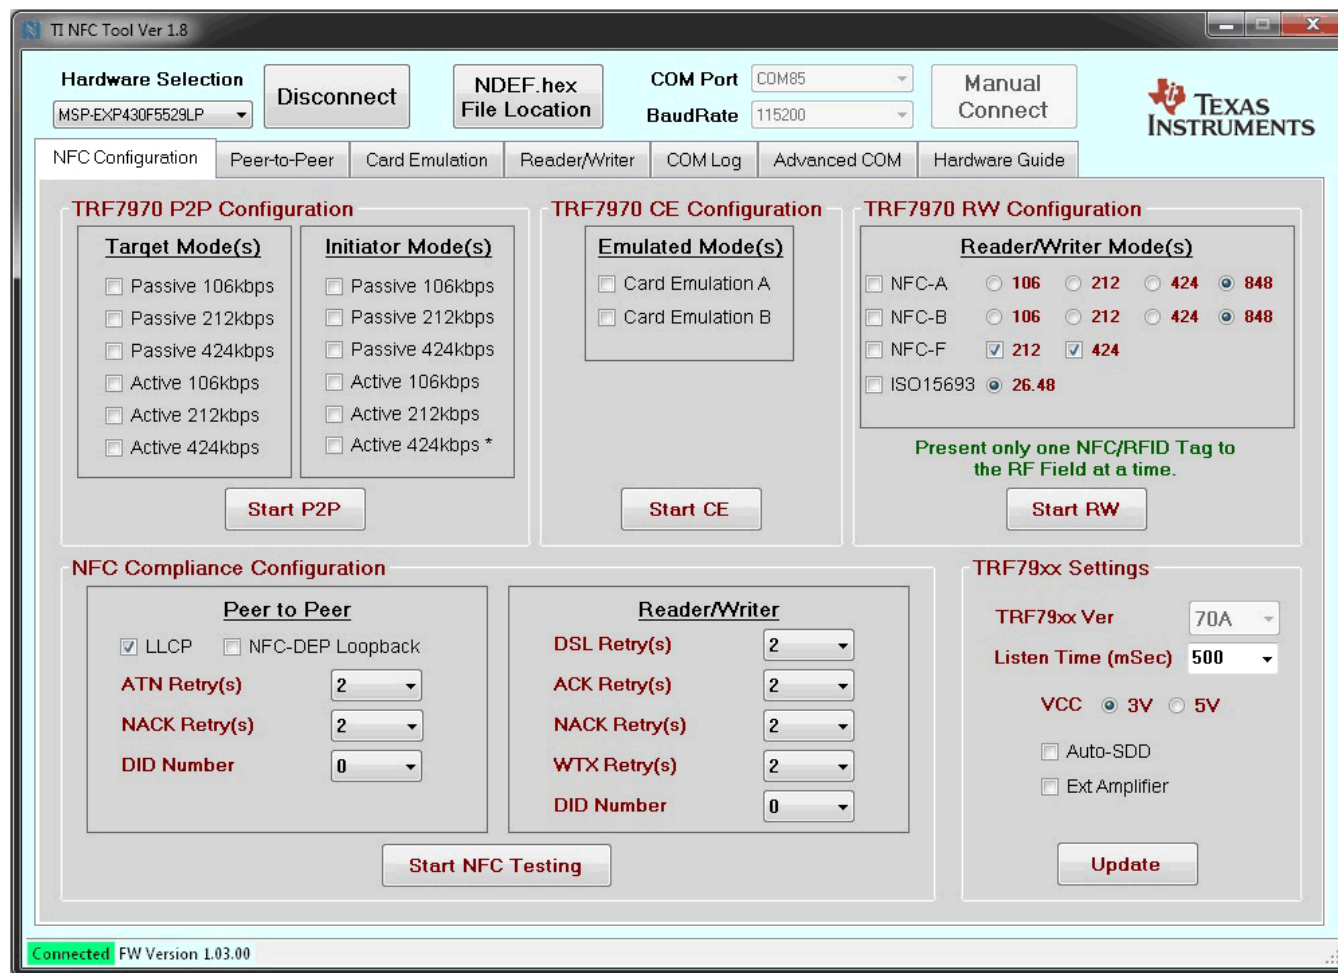 TI NFC Tool Ver 1.8
Hardware Selection
MSP-EXP430F5529LP
Disconnect
NDEF.hex
File Location
COM Port COM85
BaudRate 115200
Manual
Connect
TEXAS
INSTRUMENTS
NFC Configuration Peer-to-Peer Card Emulation Reader/Writer COM Log Advanced COM Hardware Guide
TRF7970 P2P Configuration
Target Mode(s)
Passive 106kbps
Passive 212kbps
Passive 424kbps
Active 106kbps
Active 212kbps
Active 424kbps
Initiator Mode(s)
Passive 106kbps
Passive 212kbps
Passive 424kbps
Active 106kbps
Active 212kbps
Active 424kbps *
Start P2P
TRF7970 CE Configuration
Emulated Mode(s)
Card Emulation A
Card Emulation B
Start CE
TRF7970 RW Configuration
Reader/Writer Mode(s)
NFC-A 106 212 424 848
NFC-B 106 212 424 848
NFC-F 212 424
ISO15693 26.48
Present only one NFC/RFID Tag to
the RF Field at a time.
Start RW
NFC Compliance Configuration
Peer to Peer
LLCP NFC-DEP Loopback
ATN Retry(s) 2
NACK Retry(s) 2
DID Number 0
Reader/Writer
DSL Retry(s) 2
ACK Retry(s) 2
NACK Retry(s) 2
WTX Retry(s) 2
DID Number 0
Start NFC Testing
TRF79xx Settings
TRF79xx Ver 70A
Listen Time (mSec) 500
VCC 3V 5V
Auto-SDD
Ext Amplifier
Update
Connected FW Version 1.03.00